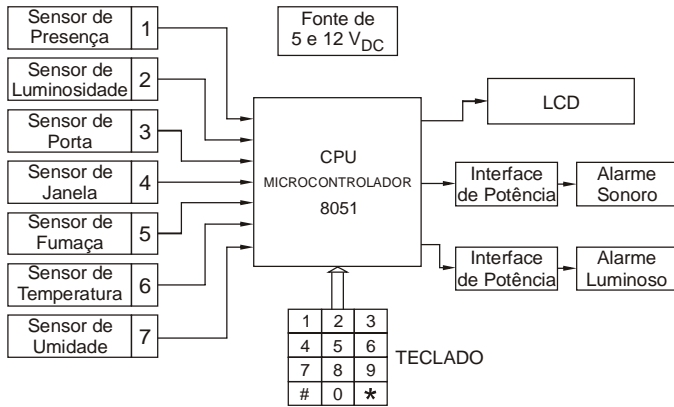 Sensor de
Presença
1
Sensor de
Luminosidade
2
Sensor de
Porta
3
Sensor de
Janela
4
Sensor de
Fumaça
5
Sensor de
Temperatura
6
Sensor de
Umidade
7
Fonte de
5 e 12 VDC
CPU
MICROCONTROLADOR
8051
LCD
Interface
de Potência
Alarme
Sonoro
Interface
de Potência
Alarme
Luminoso
1 2 3
4 5 6
7 8 9
# 0 *
TECLADO